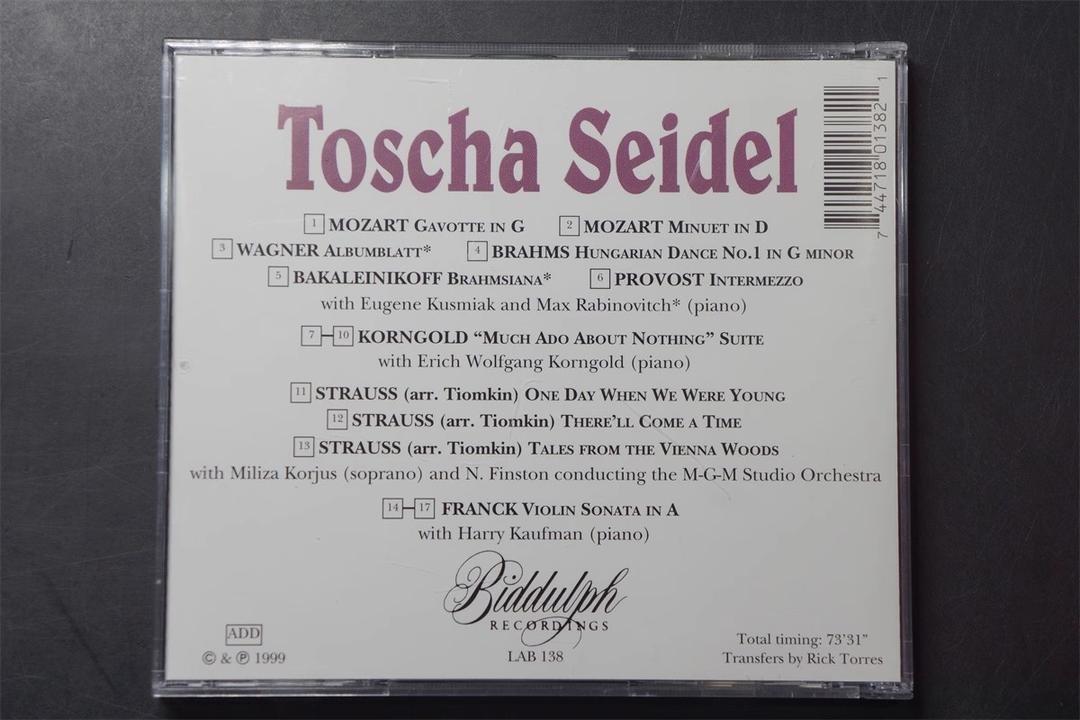 Toscha Seidel
1 MOZART GAVOTTE IN G 2 MOZART MINUET IN D
3 WAGNER ALBUMBLATT* 4 BRAHMS HUNGARIAN DANCE NO.1 IN G MINOR
5 BAKALEINIKOFF BRAHMSIANA* 6 PROVOST INTERMEZZO
with Eugene Kusmiak and Max Rabinovitch* (piano)
7–10 KORNGOLD “MUCH ADO ABOUT NOTHING” SUITE
with Erich Wolfgang Korngold (piano)
11 STRAUSS (arr. Tiomkin) ONE DAY WHEN WE WERE YOUNG
12 STRAUSS (arr. Tiomkin) THERE’LL COME A TIME
13 STRAUSS (arr. Tiomkin) TALES FROM THE VIENNA WOODS
with Miliza Korjus (soprano) and N. Finston conducting the M-G-M Studio Orchestra
14–17 FRANCK VIOLIN SONATA IN A
with Harry Kaufman (piano)
Biddulph
RECORDINGS
LAB 138
ADD
© & ℗ 1999
Total timing: 73’31”
Transfers by Rick Torres
7 44718 01382 1